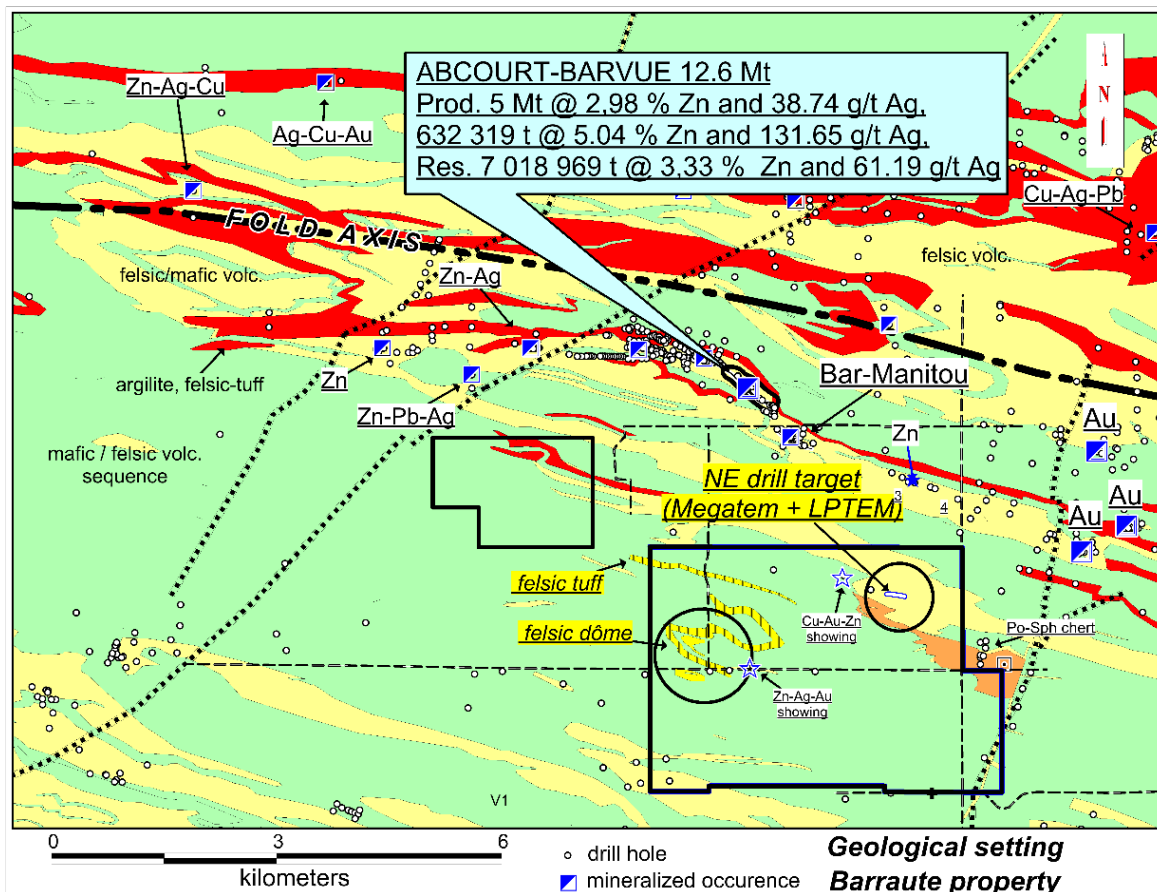 ABCOURT-BARVUE 12.6 Mt
Prod. 5 Mt @ 2,98 % Zn and 38.74 g/t Ag,
632 319 t @ 5.04 % Zn and 131.65 g/t Ag,
Res. 7 018 969 t @ 3,33 % Zn and 61.19 g/t Ag
N
Zn-Ag-Cu
Ag-Cu-Au
Cu-Ag-Pb
FOLD AXIS
felsic/mafic volc.
felsic volc.
Zn-Ag
argilite, felsic-tuff
Zn
Zn-Pb-Ag
Bar-Manitou
Zn
Au
mafic / felsic volc.
sequence
NE drill target
(Megatem + LPTEM)
3
4
Au
Au
felsic tuff
Cu-Au-Zn
showing
felsic dôme
Po-Sph chert
Zn-Ag-Au
showing
V1
0 3 6
kilometers
drill hole
mineralized occurence
Geological setting
Barraute property